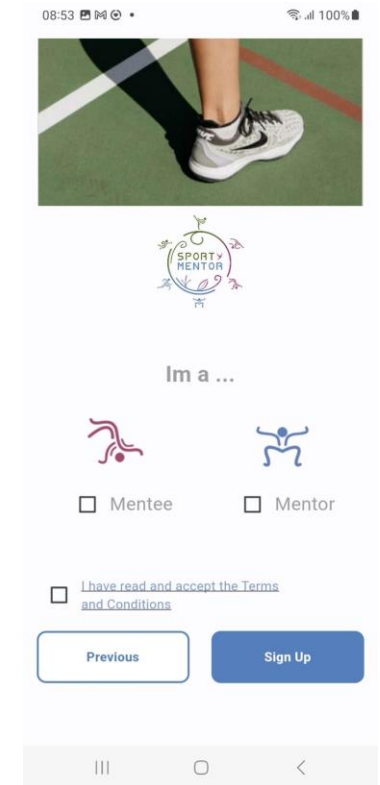 08:53
100%
SPORTY
MENTOR
Im a ...
Mentee
Mentor
I have read and accept the Terms
and Conditions
Previous
Sign Up